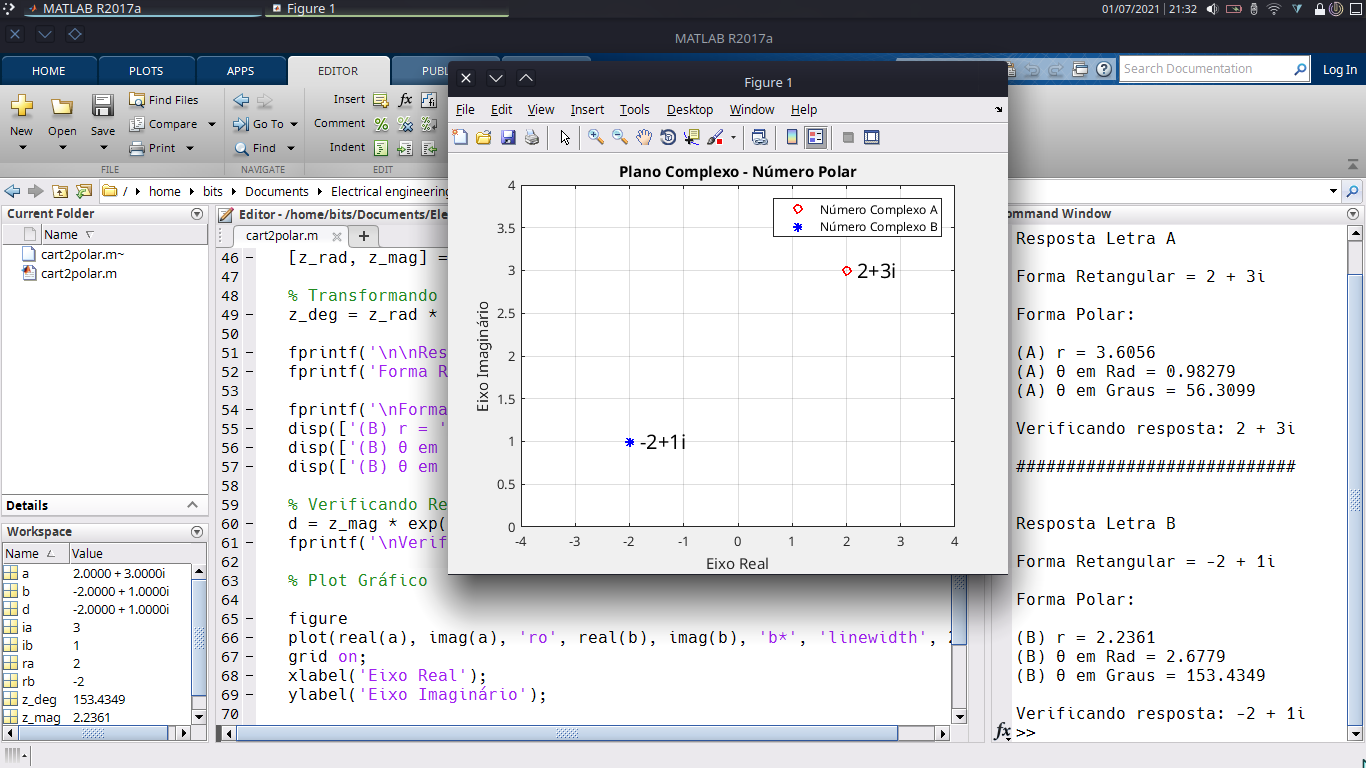 MATLAB R2017a
Figure 1
01/07/2021 | 21:32
MATLAB R2017a
HOME
PLOTS
APPS
EDITOR
PUBL
Search Documentation
Log In
New
Open
Save
Find Files
Compare
Print
Go To
Find
Insert
Comment
Indent
fx
FILE
NAVIGATE
EDIT
/ home bits Documents Electrical engineering
Current Folder
Name
cart2polar.m~
cart2polar.m
Details
Workspace
Name Value
a 2.0000 + 3.0000i
b -2.0000 + 1.0000i
d -2.0000 + 1.0000i
ia 3
ib 1
ra 2
rb -2
z_deg 153.4349
z_mag 2.2361
Editor - /home/bits/Documents/Ele
cart2polar.m
46 - [z_rad, z_mag] =
47
48 % Transformando
49 - z_deg = z_rad *
50
51 - fprintf('\n\nRes
52 - fprintf('Forma R
53
54 - fprintf('\nForma
55 - disp(['(B) r = '
56 - disp(['(B) θ em
57 - disp(['(B) θ em
58
59 % Verificando Re
60 - d = z_mag * exp(
61 - fprintf('\nVerif
62
63 % Plot Gráfico
64
65 - figure
66 - plot(real(a), imag(a), 'ro', real(b), imag(b), 'b*', 'linewidth', 2
67 - grid on;
68 - xlabel('Eixo Real');
69 - ylabel('Eixo Imaginário');
70
Figure 1
File Edit View Insert Tools Desktop Window Help
Plano Complexo - Número Polar
Número Complexo A
Número Complexo B
2+3i
-2+1i
4
3.5
3
2.5
2
1.5
1
0.5
0
-4 -3 -2 -1 0 1 2 3 4
Eixo Imaginário
Eixo Real
ommand Window
Resposta Letra A
Forma Retangular = 2 + 3i
Forma Polar:
(A) r = 3.6056
(A) θ em Rad = 0.98279
(A) θ em Graus = 56.3099
Verificando resposta: 2 + 3i
############################
Resposta Letra B
Forma Retangular = -2 + 1i
Forma Polar:
(B) r = 2.2361
(B) θ em Rad = 2.6779
(B) θ em Graus = 153.4349
Verificando resposta: -2 + 1i
fx >>